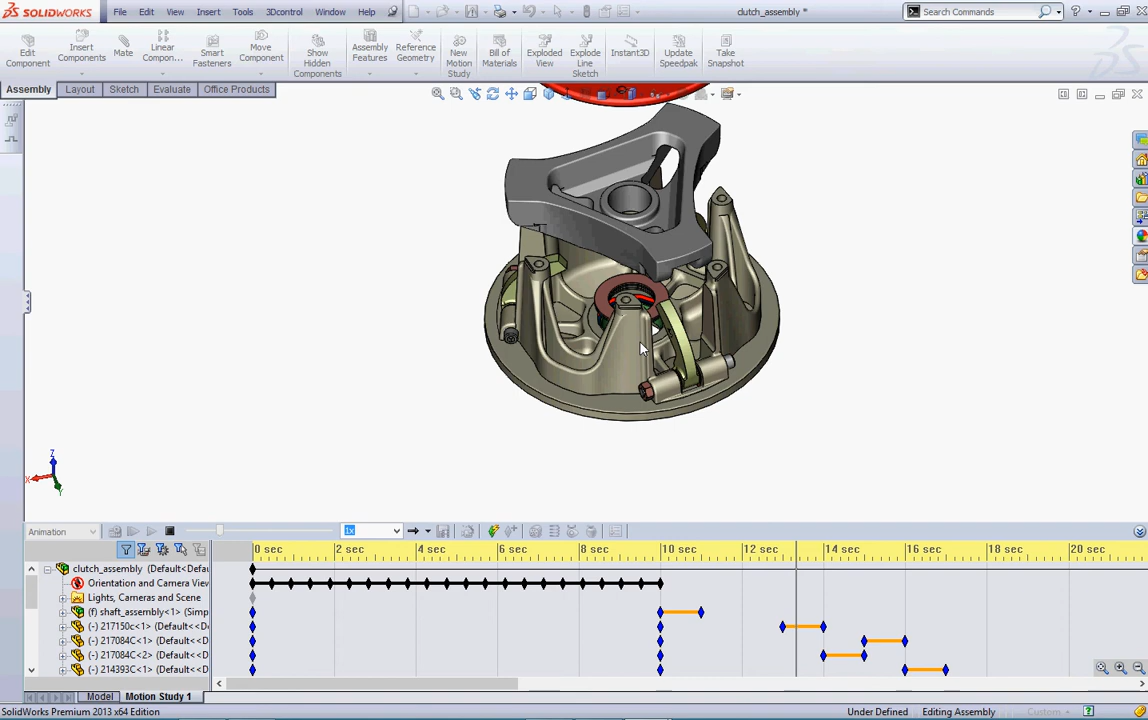 SOLIDWORKS File Edit View Insert Tools 3Dcontrol Window Help clutch_assembly * Search Commands
Edit Component
Insert Components
Mate
Linear Compon...
Smart Fasteners
Move Component
Show Hidden Components
Assembly Features
Reference Geometry
New Motion Study
Bill of Materials
Exploded View
Explode Line Sketch
Instant3D
Update Speedpak
Take Snapshot
Assembly Layout Sketch Evaluate Office Products
Z
X
Y
Animation 1x
0 sec 2 sec 4 sec 6 sec 8 sec 10 sec 12 sec 14 sec 16 sec 18 sec 20 sec
clutch_assembly (Default<Defau
Orientation and Camera View
Lights, Cameras and Scene
(f) shaft_assembly<1> (Simp
(-) 217150c<1> (Default<<De
(-) 217084C<1> (Default<<D
(-) 217084C<2> (Default<<D
(-) 214393C<1> (Default<<D
Model Motion Study 1
SolidWorks Premium 2013 x64 Edition Under Defined Editing Assembly Custom